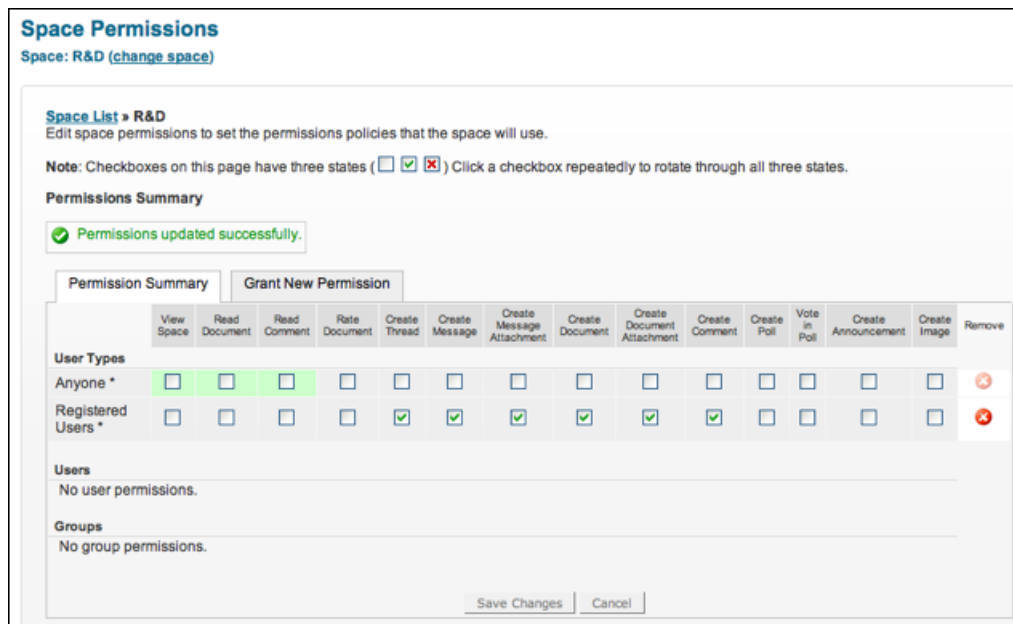 Space Permissions
Space: R&D (change space)
Space List » R&D
Edit space permissions to set the permissions policies that the space will use.
Note: Checkboxes on this page have three states ( ) Click a checkbox repeatedly to rotate through all three states.
Permissions Summary
Permissions updated successfully.
Permission Summary Grant New Permission
View Space Read Document Read Comment Rate Document Create Thread Create Message Create Message Attachment Create Document Create Document Attachment Create Comment Create Poll Vote in Poll Create Announcement Create Image Remove
User Types
Anyone *
Registered
Users *
Users
No user permissions.
Groups
No group permissions.
Save Changes Cancel